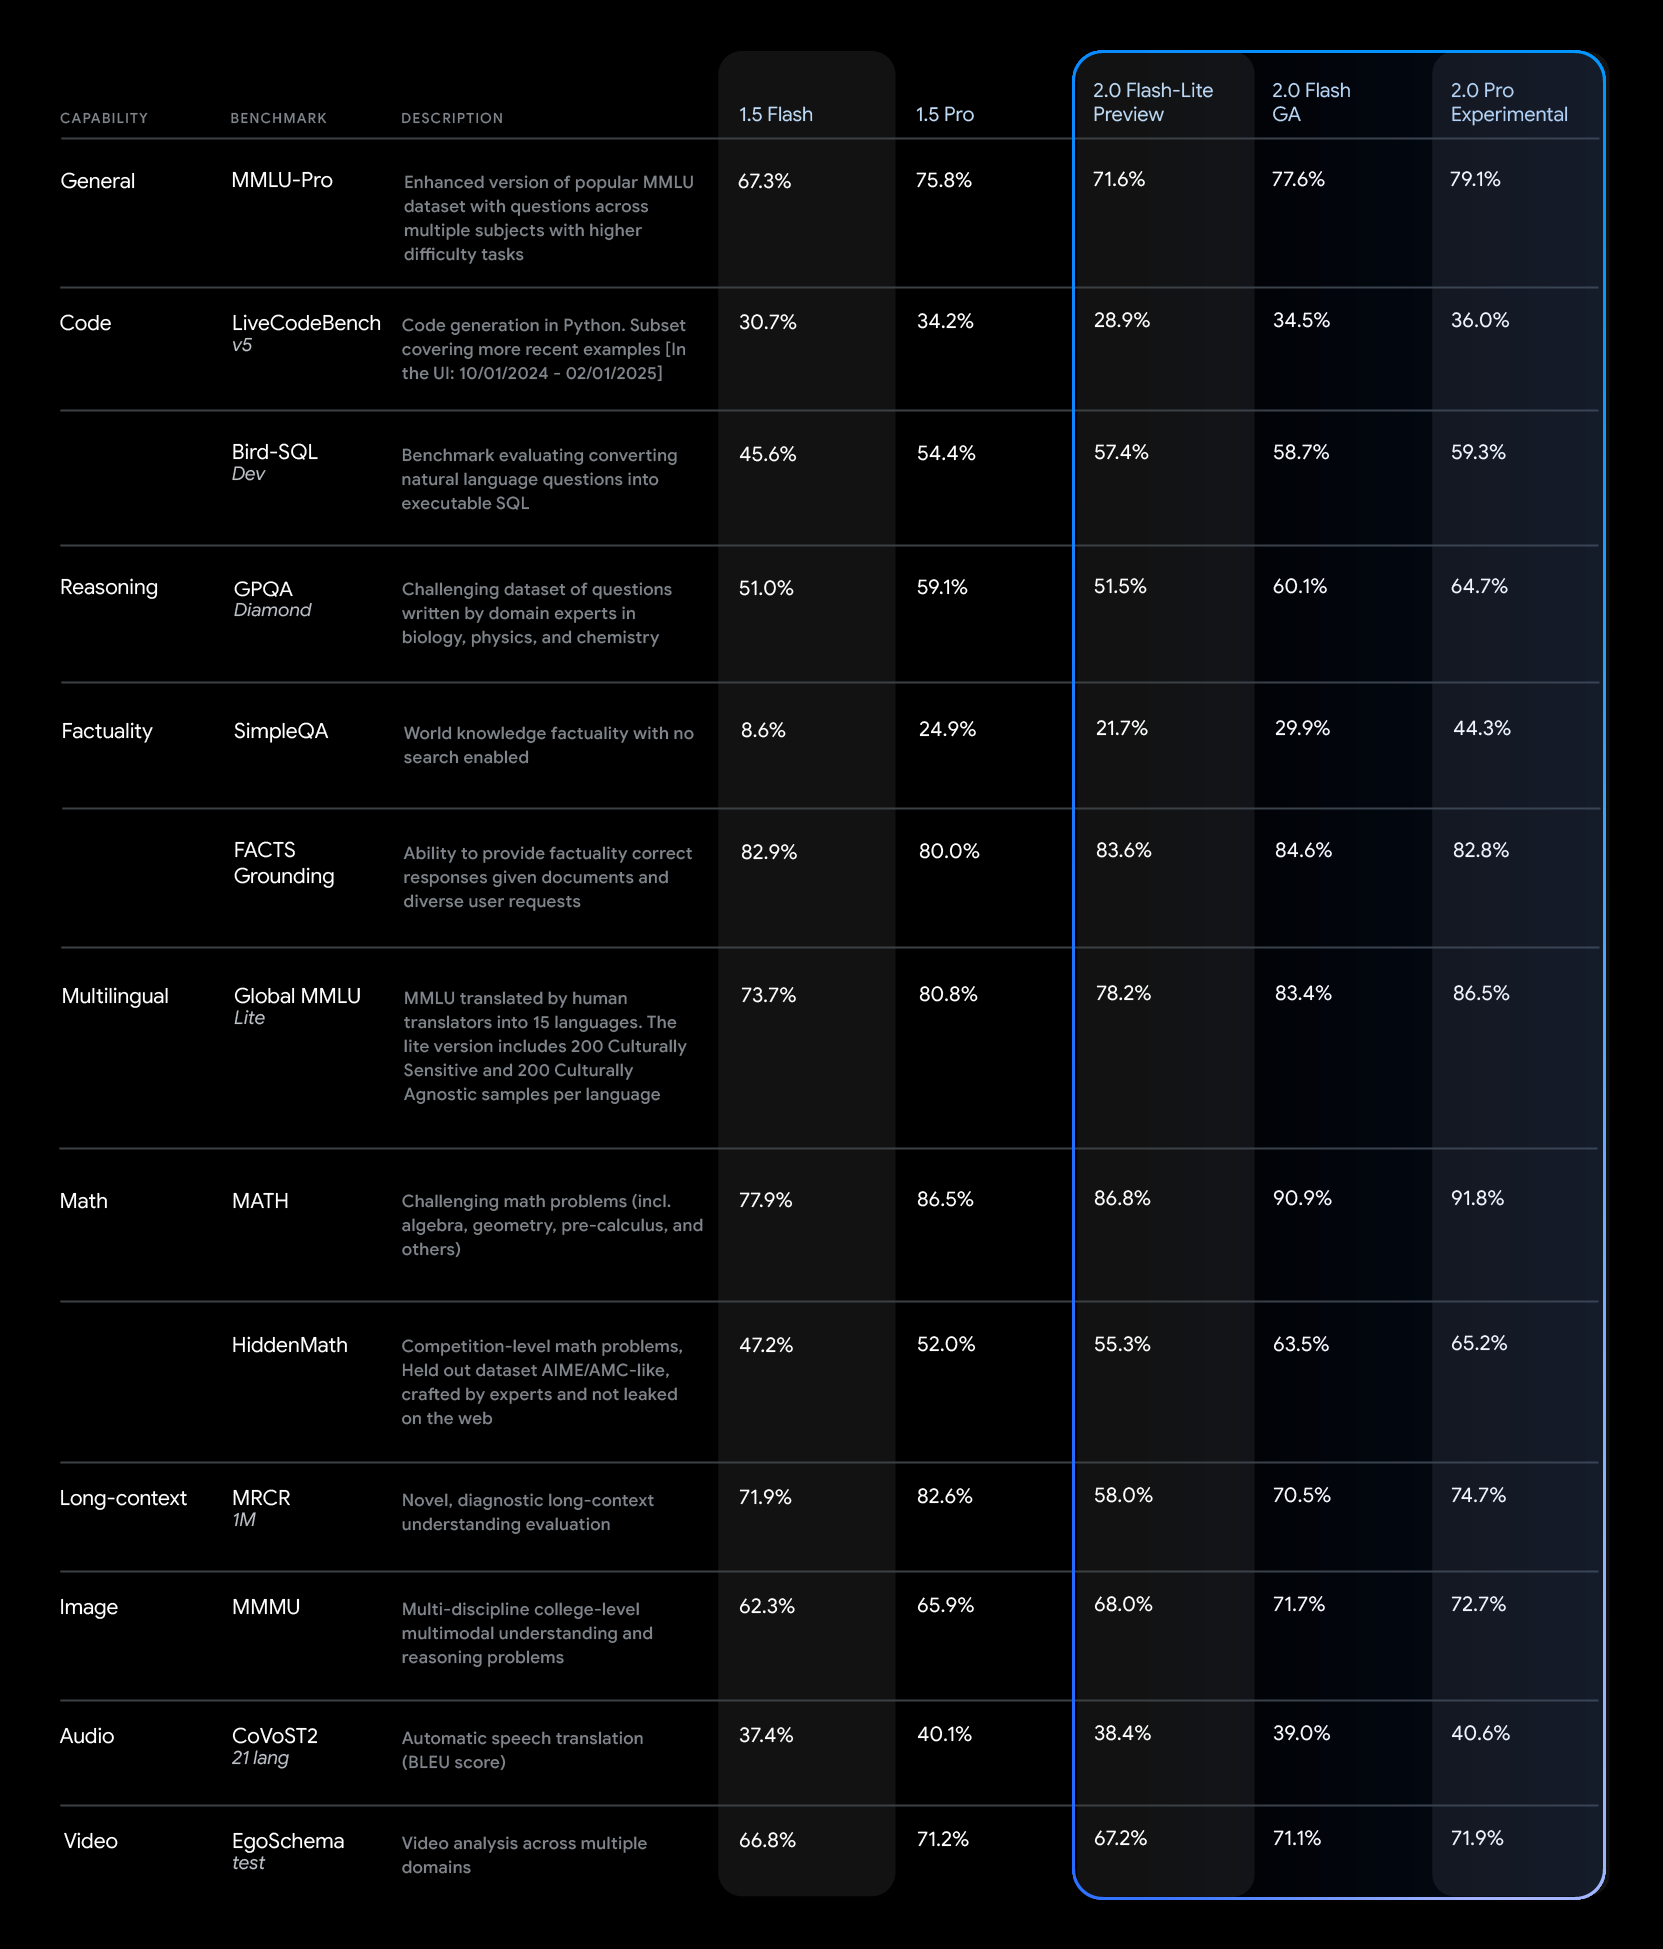 CAPABILITY BENCHMARK DESCRIPTION 1.5 Flash 1.5 Pro 2.0 Flash-Lite Preview 2.0 Flash GA 2.0 Pro Experimental
General MMLU-Pro Enhanced version of popular MMLU 67.3% 75.8% 71.6% 77.6% 79.1%
dataset with questions across
multiple subjects with higher
difficulty tasks
Code LiveCodeBench Code generation in Python. Subset 30.7% 34.2% 28.9% 34.5% 36.0%
v5 covering more recent examples [In
the UI: 10/01/2024 - 02/01/2025]
Bird-SQL Benchmark evaluating converting 45.6% 54.4% 57.4% 58.7% 59.3%
Dev natural language questions into
executable SQL
Reasoning GPQA Challenging dataset of questions 51.0% 59.1% 51.5% 60.1% 64.7%
Diamond written by domain experts in
biology, physics, and chemistry
Factuality SimpleQA World knowledge factuality with no 8.6% 24.9% 21.7% 29.9% 44.3%
search enabled
FACTS Ability to provide factuality correct 82.9% 80.0% 83.6% 84.6% 82.8%
Grounding responses given documents and
diverse user requests
Multilingual Global MMLU MMLU translated by human 73.7% 80.8% 78.2% 83.4% 86.5%
Lite translators into 15 languages. The
lite version includes 200 Culturally
Sensitive and 200 Culturally
Agnostic samples per language
Math MATH Challenging math problems (incl. 77.9% 86.5% 86.8% 90.9% 91.8%
algebra, geometry, pre-calculus, and
others)
HiddenMath Competition-level math problems, 47.2% 52.0% 55.3% 63.5% 65.2%
Held out dataset AIME/AMC-like,
crafted by experts and not leaked
on the web
Long-context MRCR Novel, diagnostic long-context 71.9% 82.6% 58.0% 70.5% 74.7%
1M understanding evaluation
Image MMMU Multi-discipline college-level 62.3% 65.9% 68.0% 71.7% 72.7%
multimodal understanding and
reasoning problems
Audio CoVoST2 Automatic speech translation 37.4% 40.1% 38.4% 39.0% 40.6%
21 lang (BLEU score)
Video EgoSchema Video analysis across multiple 66.8% 71.2% 67.2% 71.1% 71.9%
test domains